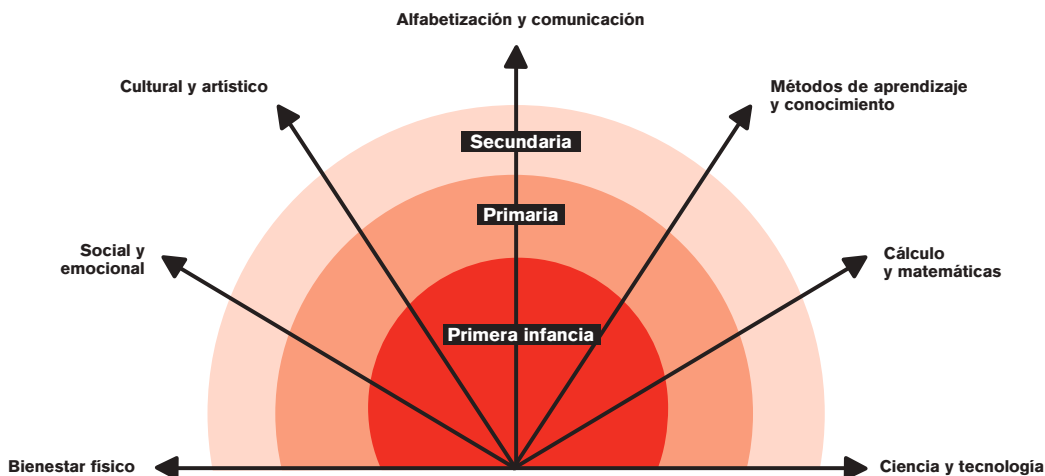 Alfabetización y comunicación
Cultural y artístico
Métodos de aprendizaje
y conocimiento
Secundaria
Primaria
Social y
emocional
Cálculo
y matemáticas
Primera infancia
Bienestar físico
Ciencia y tecnología